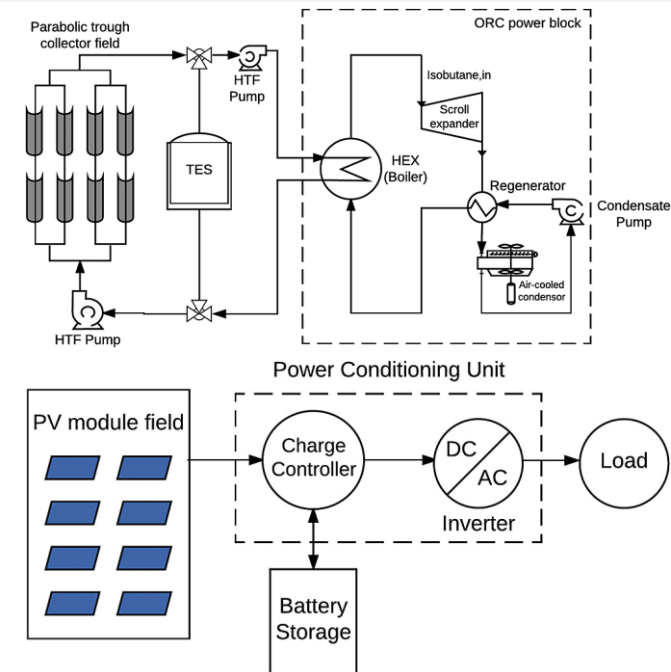 Parabolic trough
collector field
ORC power block
HTF
Pump
Isobutane,in
Scroll
expander
TES
HEX
(Boiler)
Regenerator
Condensate
Pump
Air-cooled
condensor
HTF Pump
Power Conditioning Unit
PV module field
Charge
Controller
DC
AC
Inverter
Load
Battery
Storage